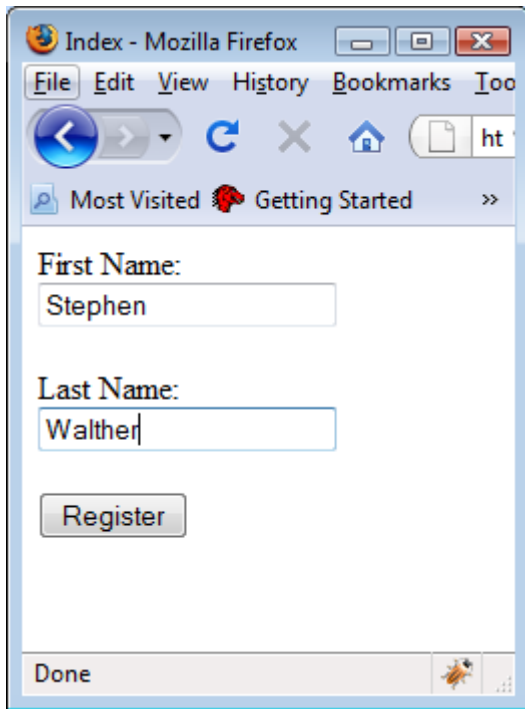 Index - Mozilla Firefox
File Edit View History Bookmarks Too
ht
Most Visited Getting Started »
First Name:
Stephen
Last Name:
Walther
Register
Done